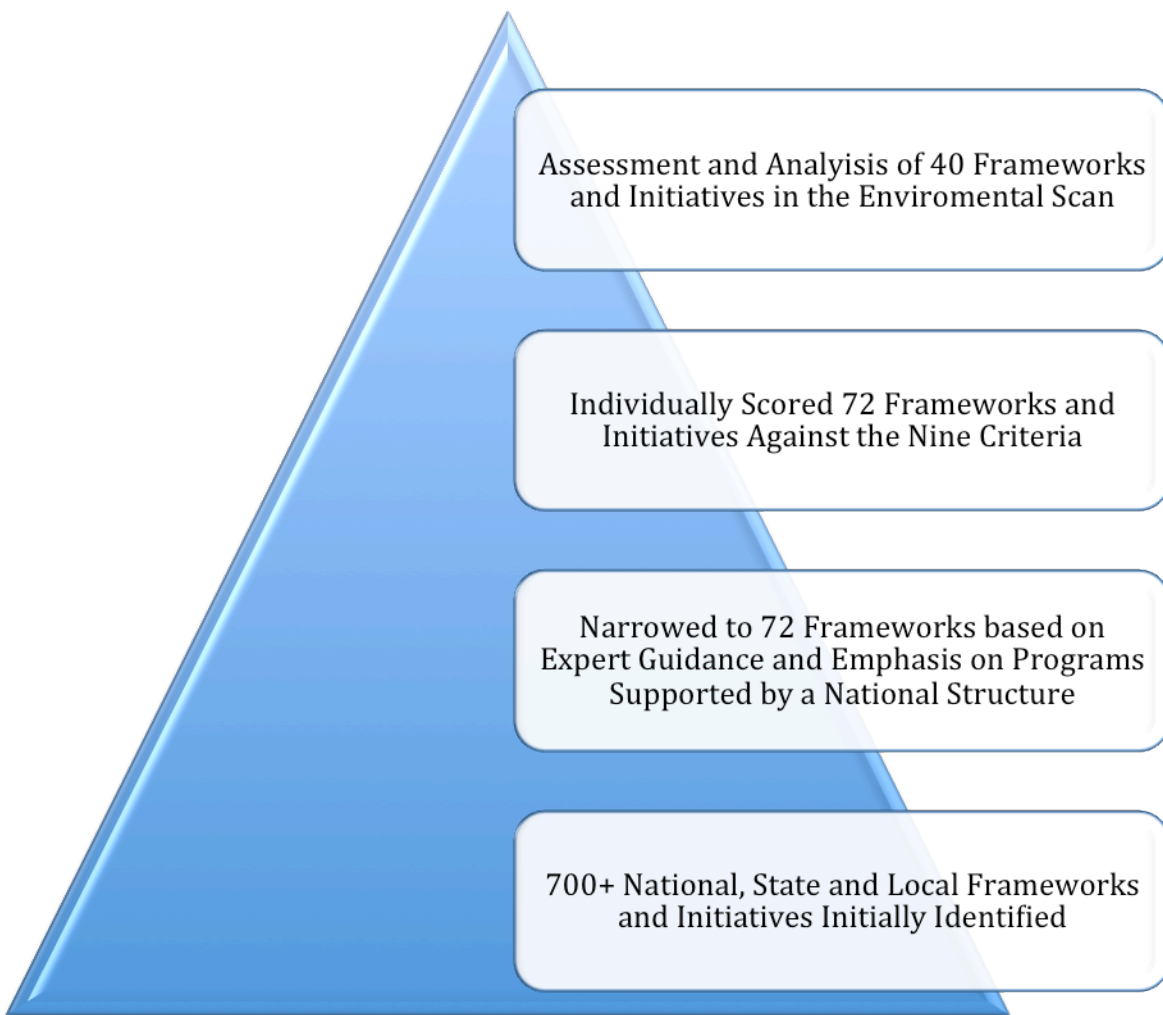 Assessment and Analyisis of 40 Frameworks
and Initiatives in the Enviromental Scan
Individually Scored 72 Frameworks and
Initiatives Against the Nine Criteria
Narrowed to 72 Frameworks based on
Expert Guidance and Emphasis on Programs
Supported by a National Structure
700+ National, State and Local Frameworks
and Initiatives Initially Identified